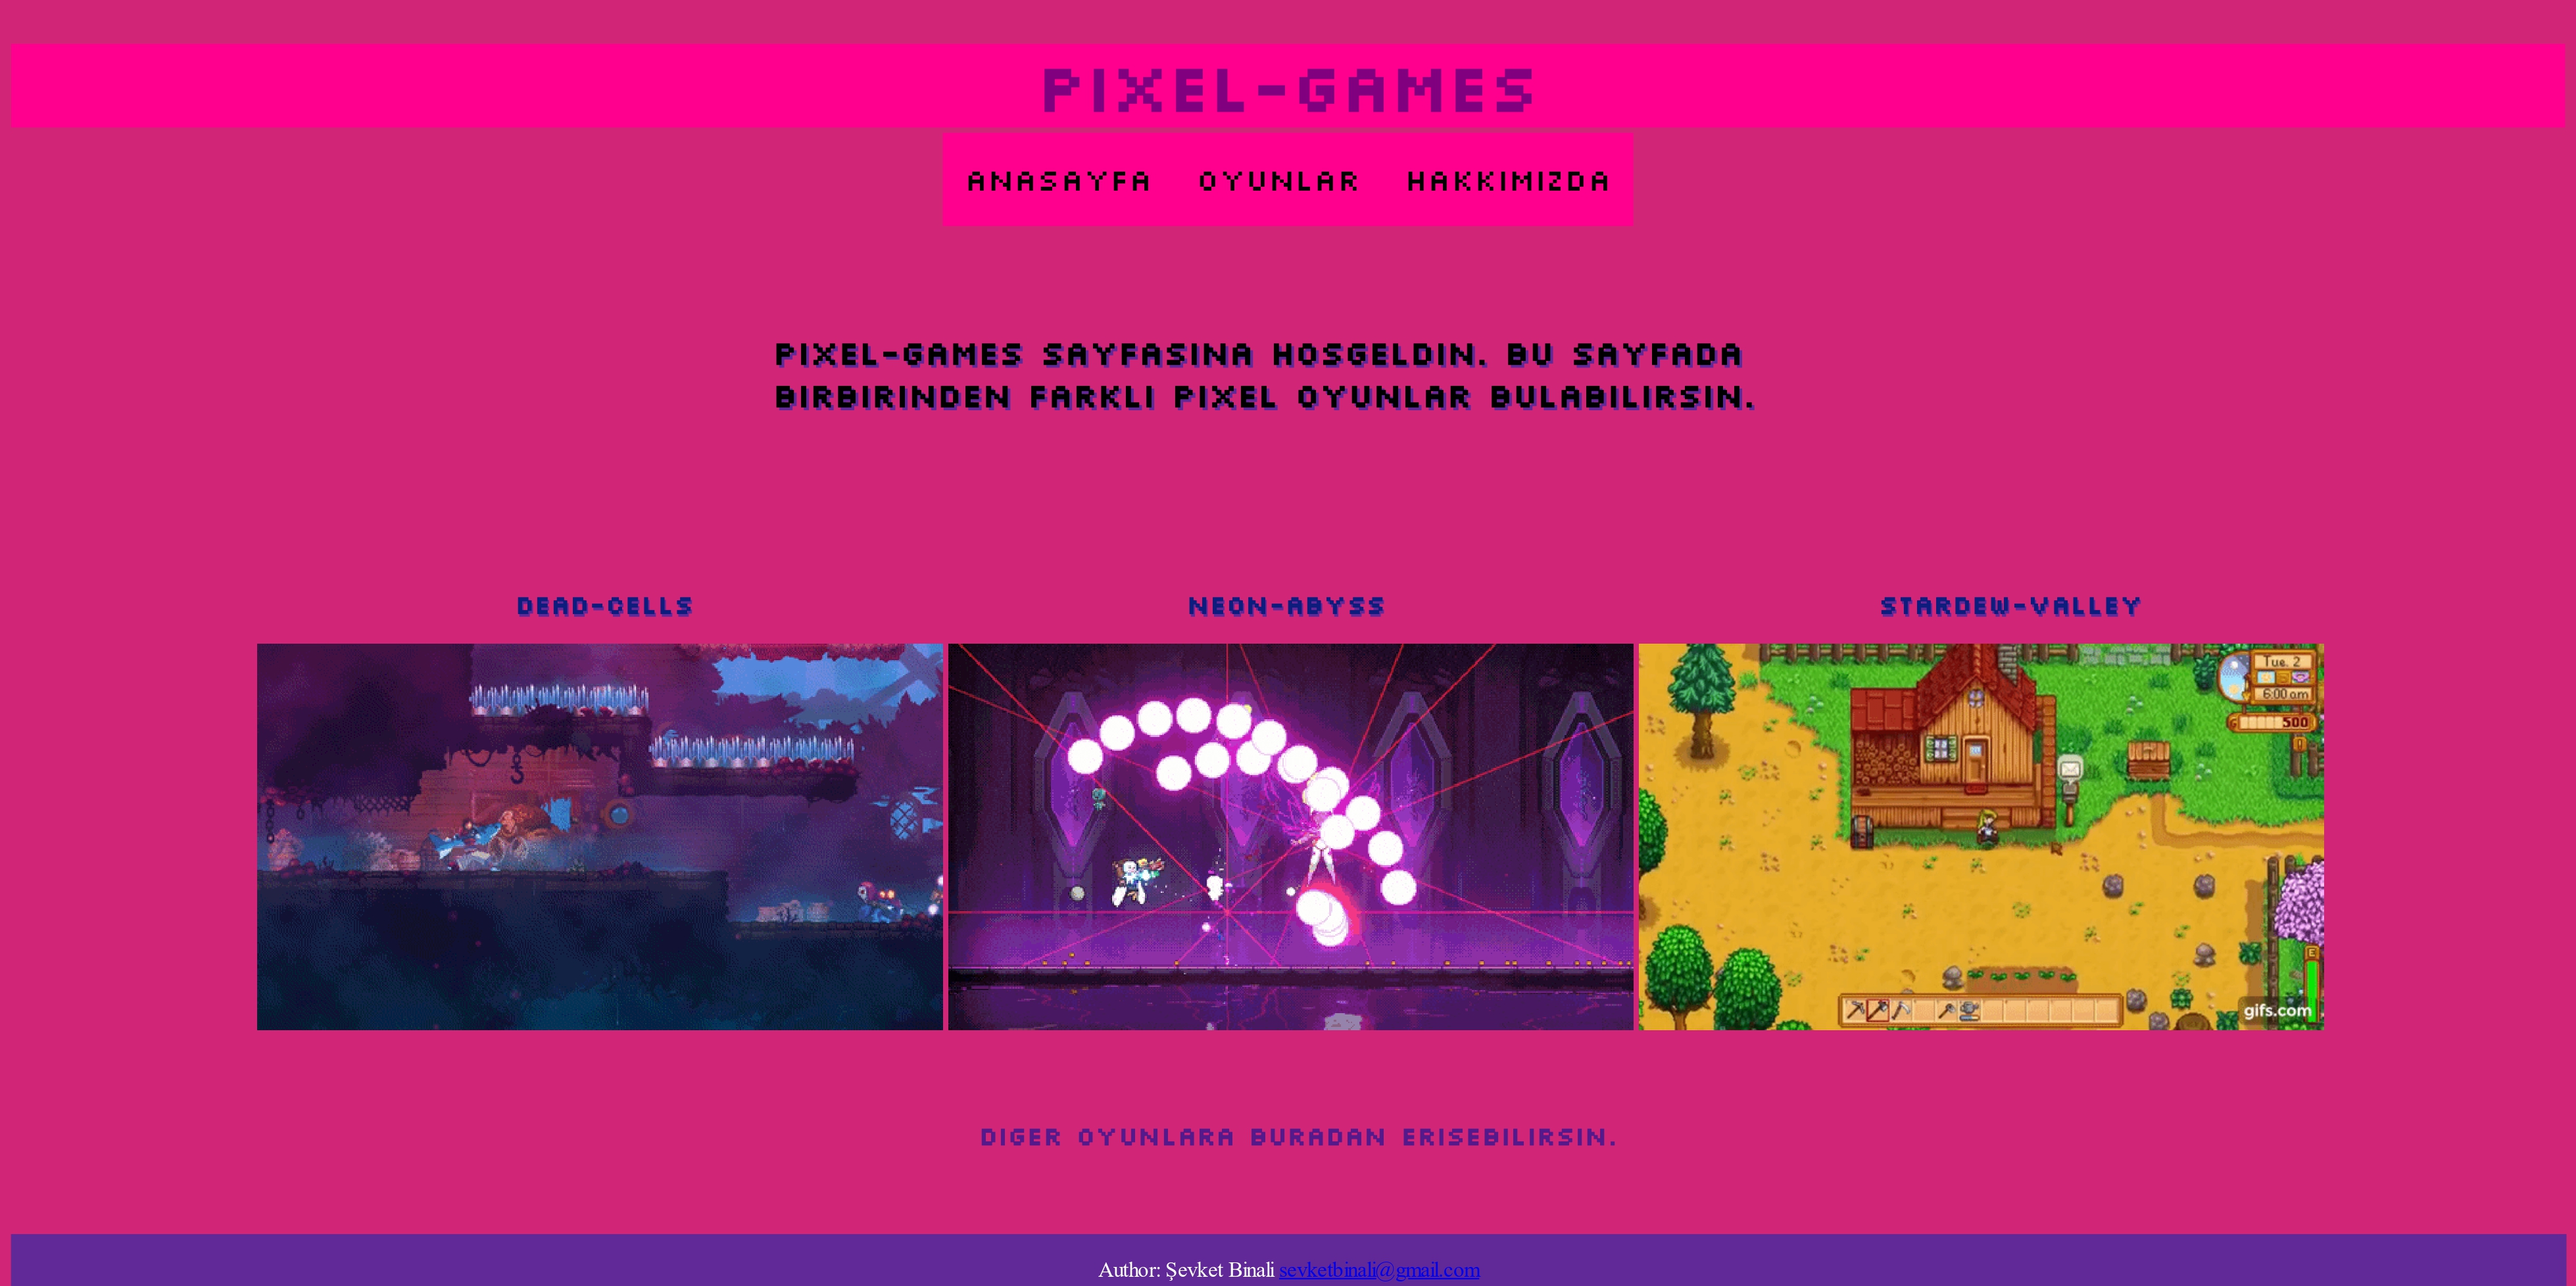 PIXEL-GAMES
ANASAYFA OYUNLAR HAKKIMIZDA
PIXEL-GAMES SAYFASINA HOSGELDIN. BU SAYFADA
BIRBIRINDEN FARKLI PIXEL OYUNLAR BULABILIRSIN.
DEAD-CELLS NEON-ABYSS STARDEW-VALLEY
Tue. 2
6:00 am
500
E
gifs.com
DIGER OYUNLARA BURADAN ERISEBILIRSIN.
Author: Şevket Binali sevketbinali@gmail.com